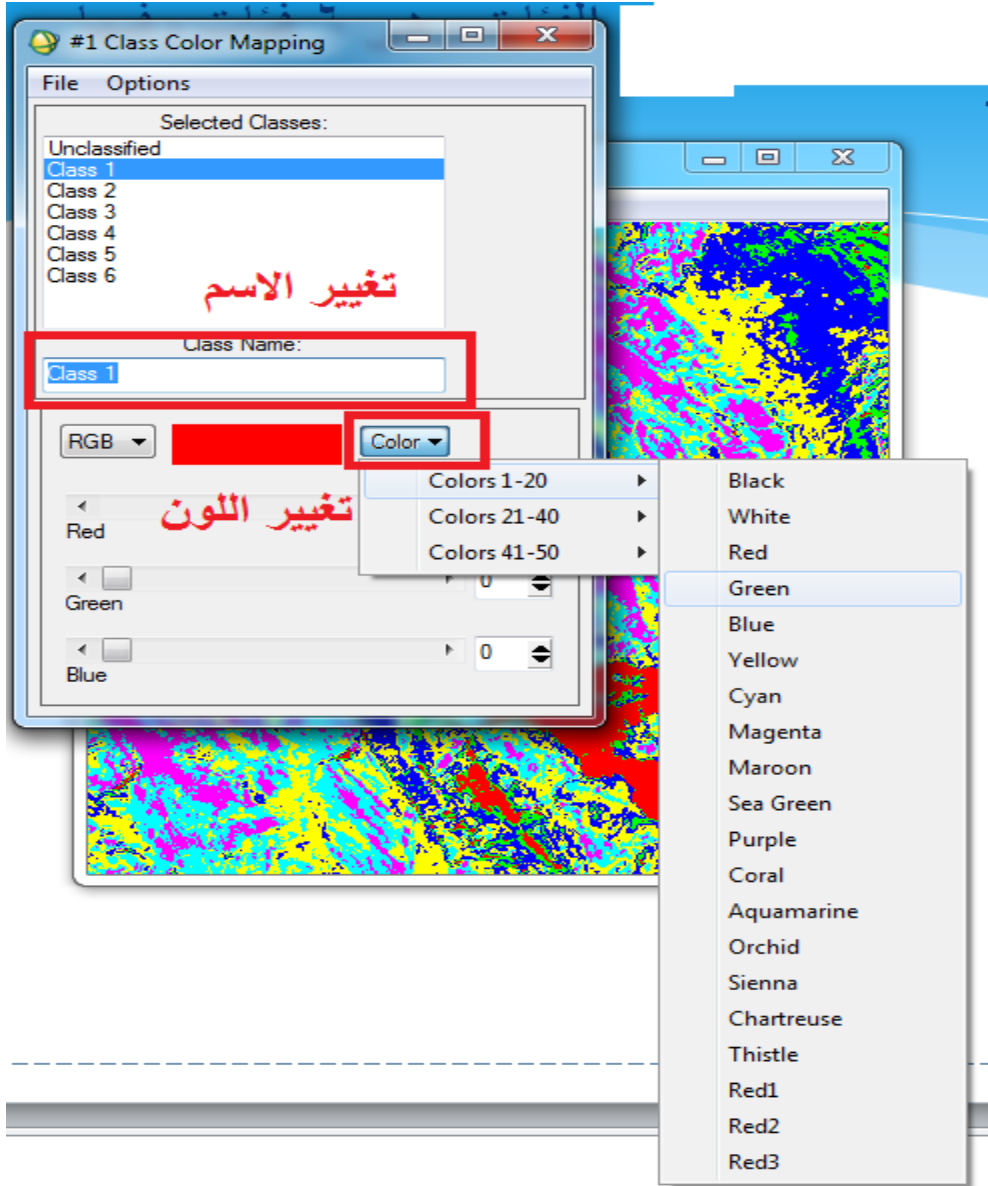 #1 Class Color Mapping
File Options
Selected Classes:
Unclassified
Class 1
Class 2
Class 3
Class 4
Class 5
Class 6
تغيير الاسم
Class Name:
Class 1
RGB
Color
تغيير اللون
Red
0
Green
0
Blue
Colors 1-20
Colors 21-40
Colors 41-50
Black
White
Red
Green
Blue
Yellow
Cyan
Magenta
Maroon
Sea Green
Purple
Coral
Aquamarine
Orchid
Sienna
Chartreuse
Thistle
Red1
Red2
Red3